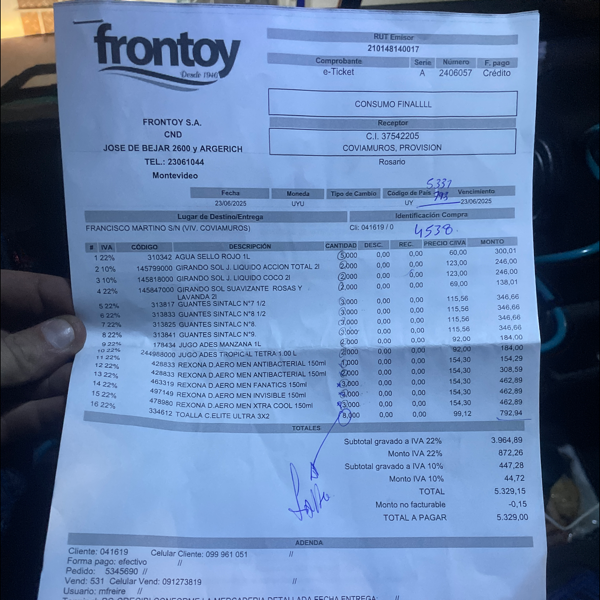 frontoy
Desde 1946
RUT Emisor
210148140017
Comprobante Serie Numero F. pago
e-Ticket A 2406057 Crédito
CONSUMO FINALLLL
FRONTOY S.A.
CND
JOSE DE BEJAR 2600 y ARGERICH
TEL.: 23061044
Montevideo
Receptor
C.I. 37542205
COVIAMUROS, PROVISION
Rosario
5337
Fecha Moneda Tipo de Cambio Código de País Vencimiento
23/06/2025 UYU UY 23/06/2025
Lugar de Destino/Entrega Identificación Compra
FRANCISCO MARTINO S/N (VIV. COVIAMUROS) Cli: 041619 / 0 4538
# IVA CÓDIGO DESCRIPCIÓN CANTIDAD DESC. REC. PRECIO C/IVA MONTO
1 22% 310342 AGUA SELLO ROJO 1L 5,000 0,00 0,00 60,00 300,01
2 10% 145799000 GIRANDO SOL J. LIQUIDO ACCION TOTAL 2l 2,000 0,00 0,00 123,00 246,00
3 10% 145818000 GIRANDO SOL J. LIQUIDO COCO 2l 2,000 0,00 0,00 123,00 246,00
4 22% 145847000 GIRANDO SOL SUAVIZANTE ROSAS Y LAVANDA 2l 2,000 0,00 0,00 69,00 138,01
5 22% 313817 GUANTES SINTALC N°7 1/2 3,000 0,00 0,00 115,56 346,66
6 22% 313833 GUANTES SINTALC N°8 1/2 3,000 0,00 0,00 115,56 346,66
7 22% 313825 GUANTES SINTALC N°8. 3,000 0,00 0,00 115,56 346,66
8 22% 313841 GUANTES SINTALC N°9. 3,000 0,00 0,00 115,56 346,66
9 22% 178434 JUGO ADES MANZANA 1L 2,000 0,00 0,00 92,00 184,00
10 22% 244968000 JUGO ADES TROPICAL TETRA 1.00 L 2,000 0,00 0,00 92,00 184,00
11 22% 428833 REXONA D.AERO MEN ANTIBACTERIAL 150ml 1,000 0,00 0,00 154,30 154,29
12 22% 428833 REXONA D.AERO MEN ANTIBACTERIAL 150ml 2,000 0,00 0,00 154,30 308,59
13 22% 463319 REXONA D.AERO MEN FANATICS 150ml 3,000 0,00 0,00 154,30 462,89
14 22% 497149 REXONA D.AERO MEN INVISIBLE 150ml 3,000 0,00 0,00 154,30 462,89
15 22% 478980 REXONA D.AERO MEN XTRA COOL 150ml 3,000 0,00 0,00 154,30 462,89
16 22% 334612 TOALLA C.ELITE ULTRA 3X2 8,000 0,00 0,00 99,12 792,94
TOTALES
Subtotal gravado a IVA 22% 3.964,89
Monto IVA 22% 872,26
Subtotal gravado a IVA 10% 447,28
Monto IVA 10% 44,72
TOTAL 5.329,15
Monto no facturable -0,15
TOTAL A PAGAR 5.329,00
ADENDA
Cliente: 041619 Celular Cliente: 099 961 051 //
Forma pago: efectivo //
Pedido: 5345690 //
Vend: 531 Celular Vend: 091273819 //
Usuario: mfreire //